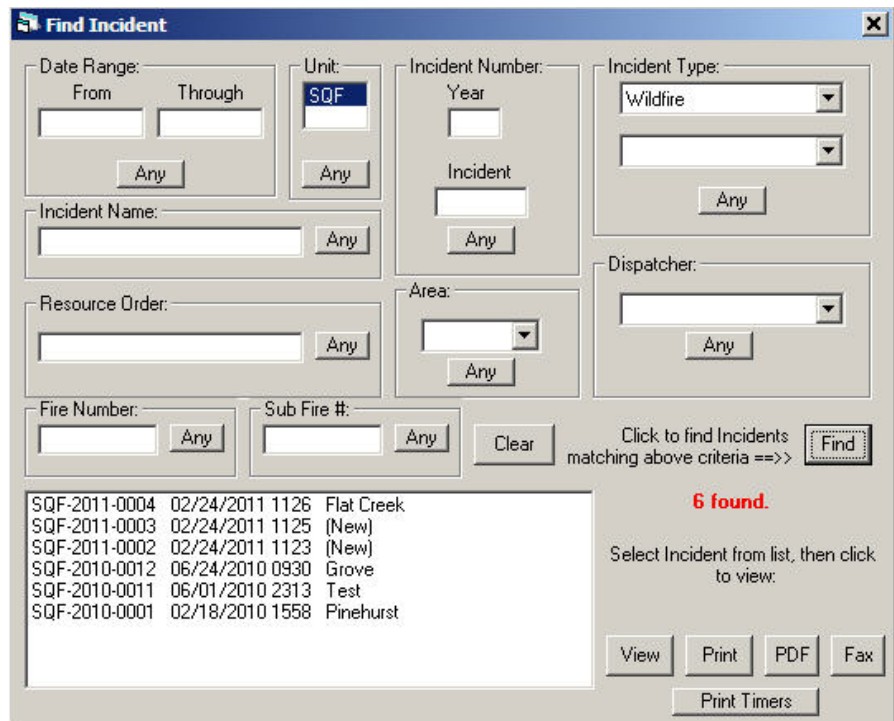 Find Incident
Date Range:
From Through
Any
Unit:
SQF
Any
Incident Number:
Year
Incident
Any
Incident Type:
Wildfire
Any
Incident Name:
Any
Resource Order:
Any
Area:
Any
Dispatcher:
Any
Fire Number:
Any
Sub Fire #:
Any
Clear
Click to find Incidents
matching above criteria ==>>
Find
SQF-2011-0004 02/24/2011 1126 Flat Creek
SQF-2011-0003 02/24/2011 1125 (New)
SQF-2011-0002 02/24/2011 1123 (New)
SQF-2010-0012 06/24/2010 0930 Grove
SQF-2010-0011 06/01/2010 2313 Test
SQF-2010-0001 02/18/2010 1558 Pinehurst
6 found.
Select Incident from list, then click
to view:
View Print PDF Fax
Print Timers